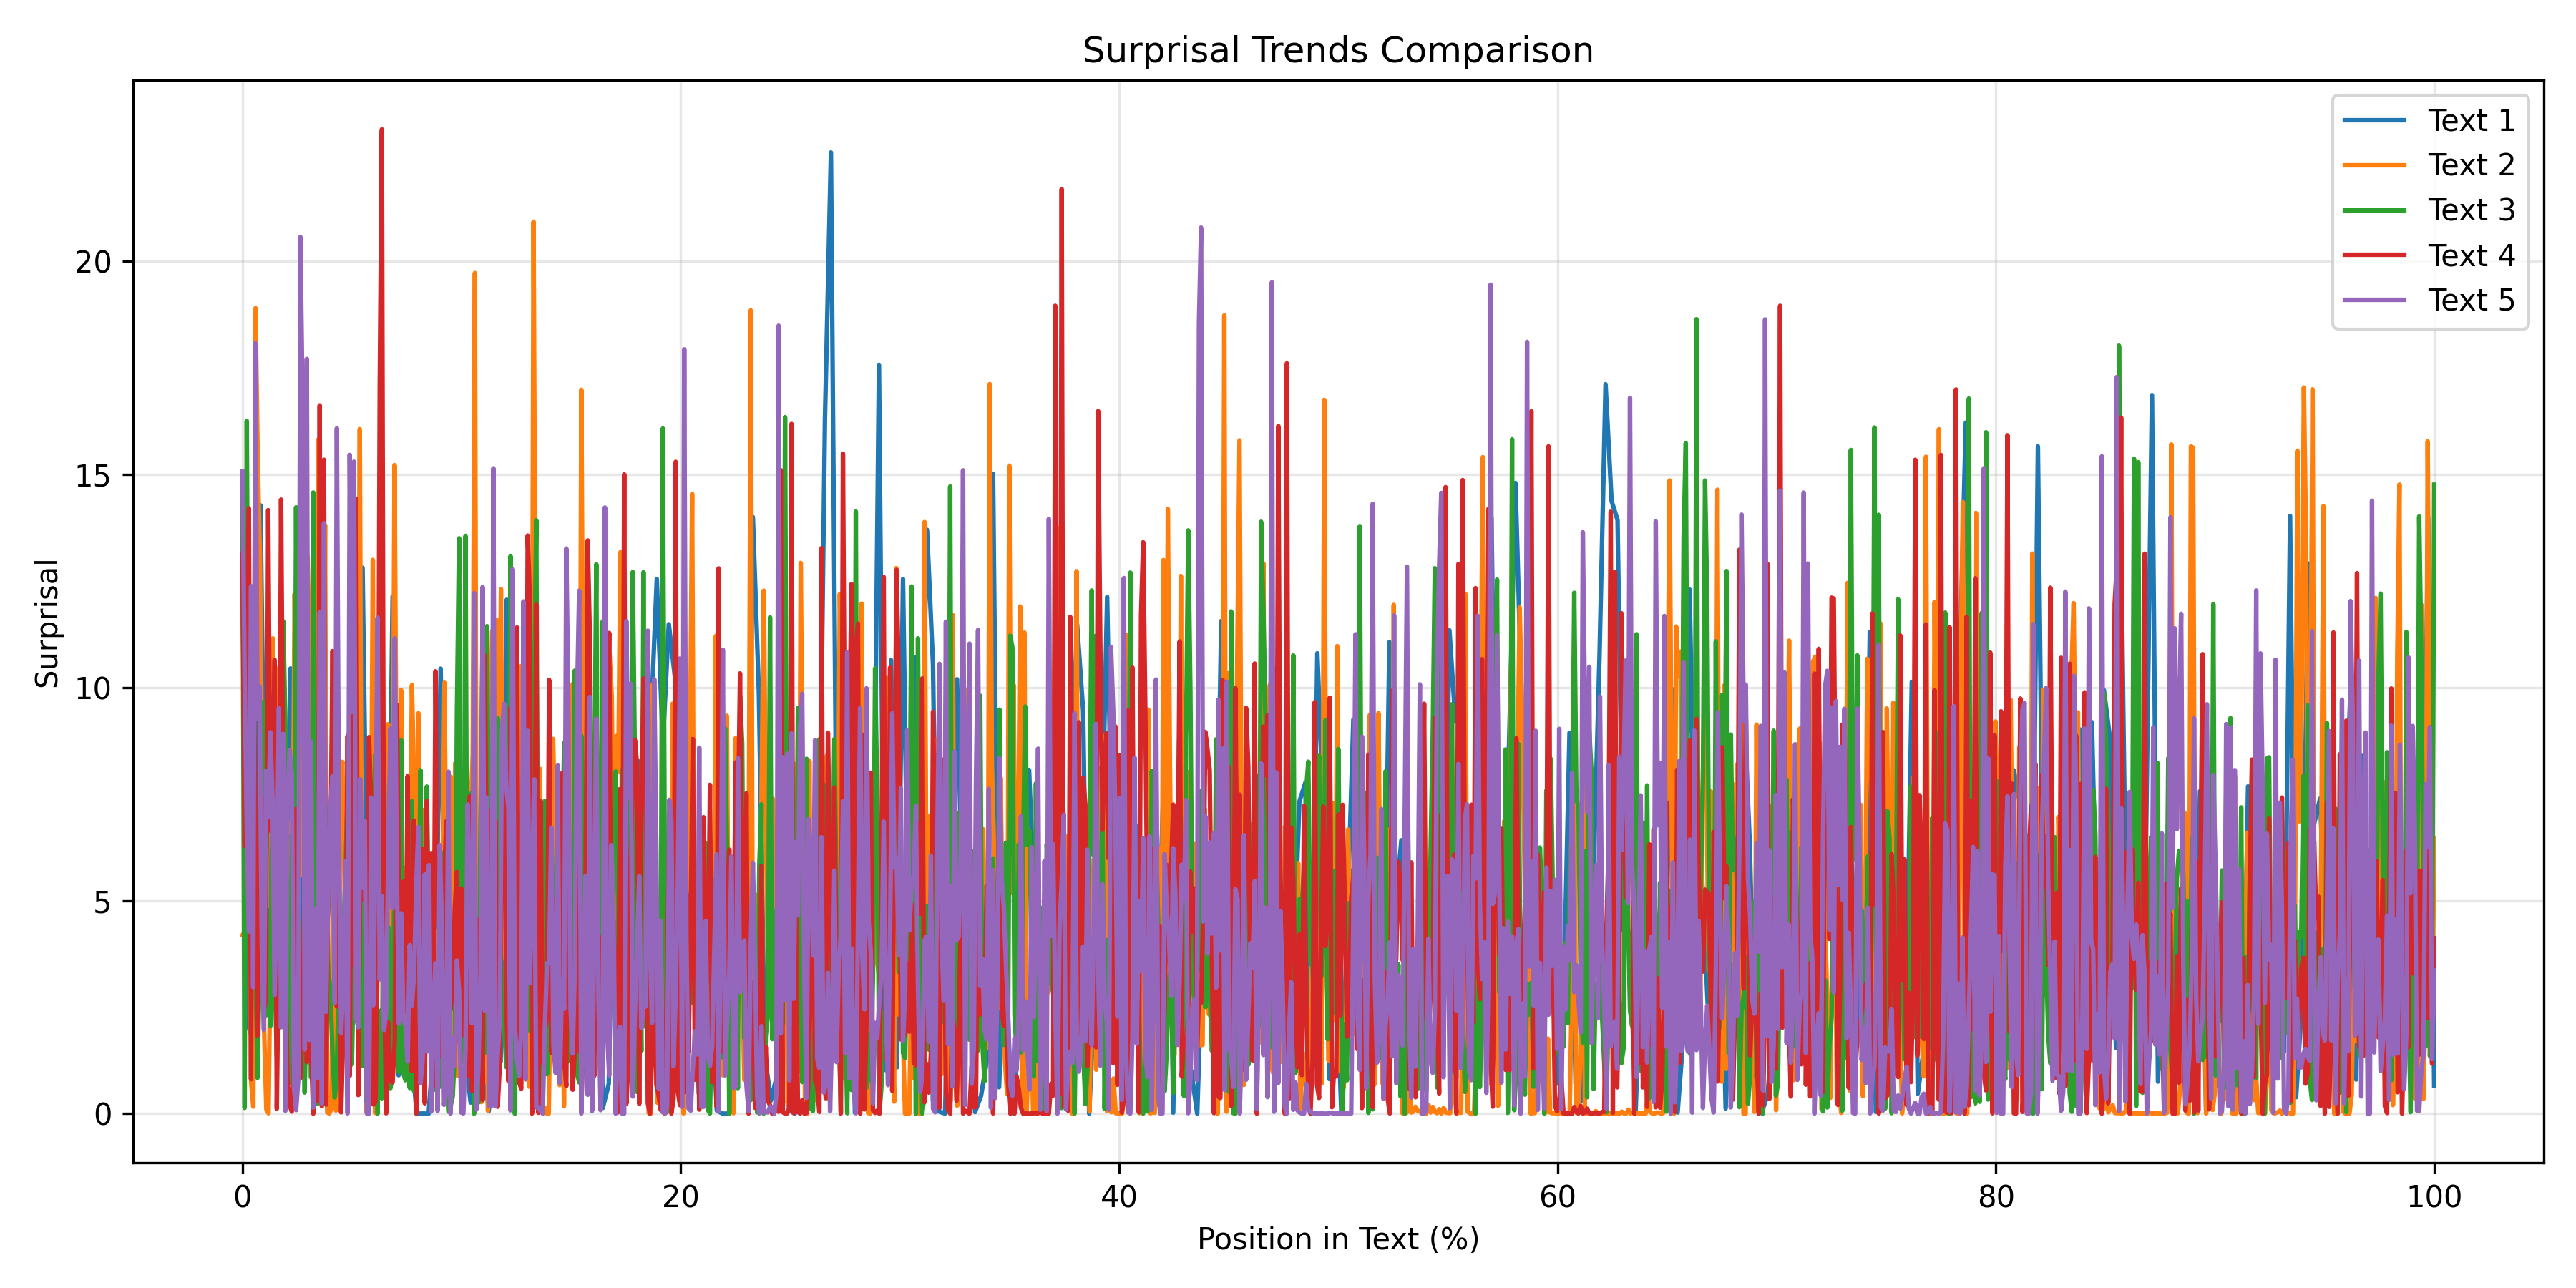 Surprisal Trends Comparison
Text 1
Text 2
Text 3
Text 4
Text 5
20
15
10
5
0
Surprisal
0 20 40 60 80 100
Position in Text (%)